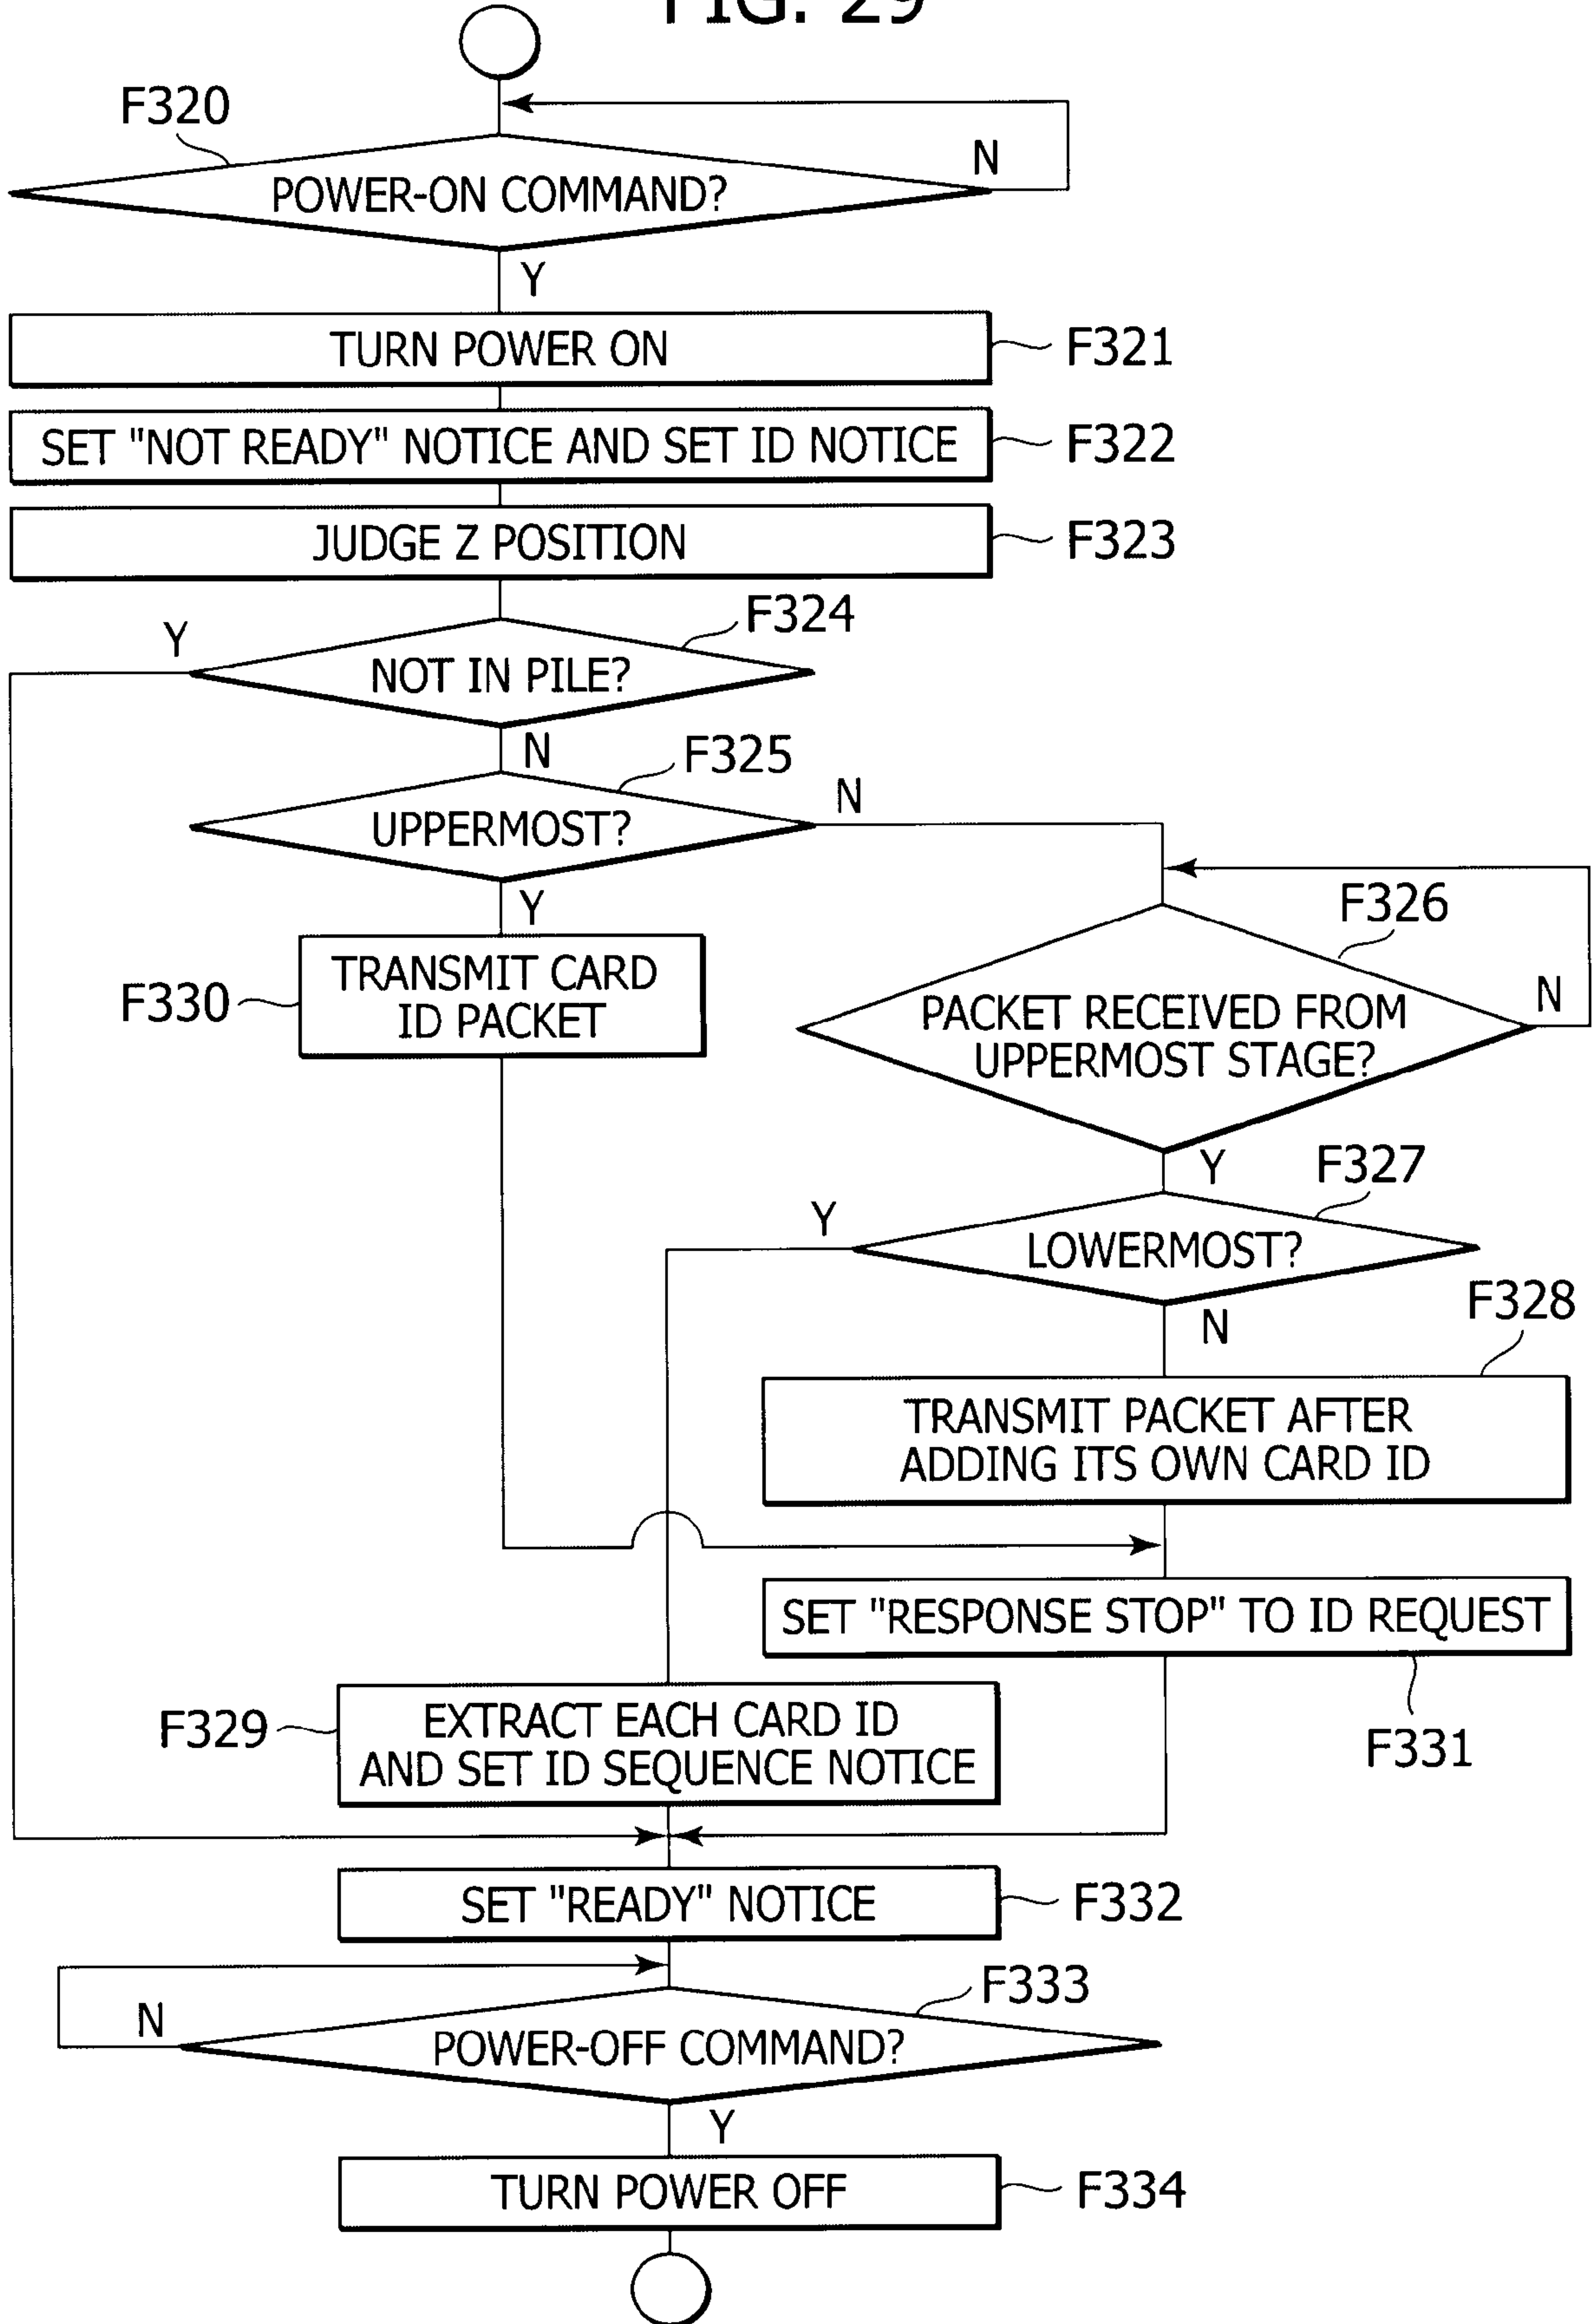 FIG. 29
F320
N
POWER-ON COMMAND?
Y
TURN POWER ON
F321
SET "NOT READY" NOTICE AND SET ID NOTICE
F322
JUDGE Z POSITION
F323
F324
Y
NOT IN PILE?
N
F325
N
UPPERMOST?
Y
F326
F330
TRANSMIT CARD
ID PACKET
N
PACKET RECEIVED FROM
UPPERMOST STAGE?
Y
F327
Y
LOWERMOST?
N
F328
TRANSMIT PACKET AFTER
ADDING ITS OWN CARD ID
SET "RESPONSE STOP" TO ID REQUEST
F331
F329
EXTRACT EACH CARD ID
AND SET ID SEQUENCE NOTICE
SET "READY" NOTICE
F332
F333
N
POWER-OFF COMMAND?
Y
TURN POWER OFF
F334